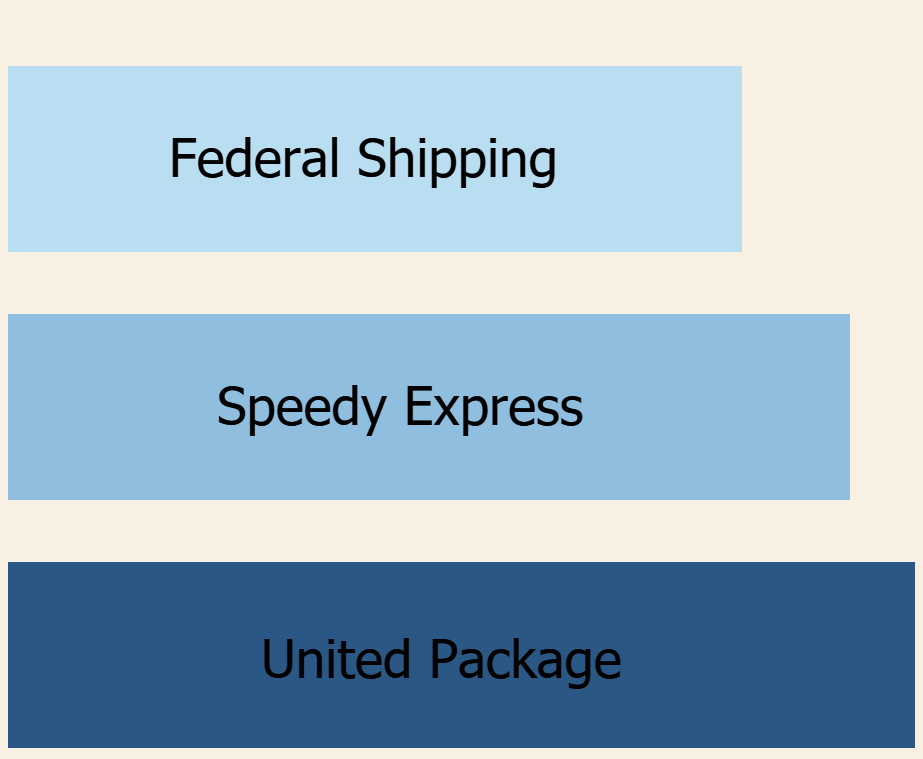 Federal Shipping
Speedy Express
United Package